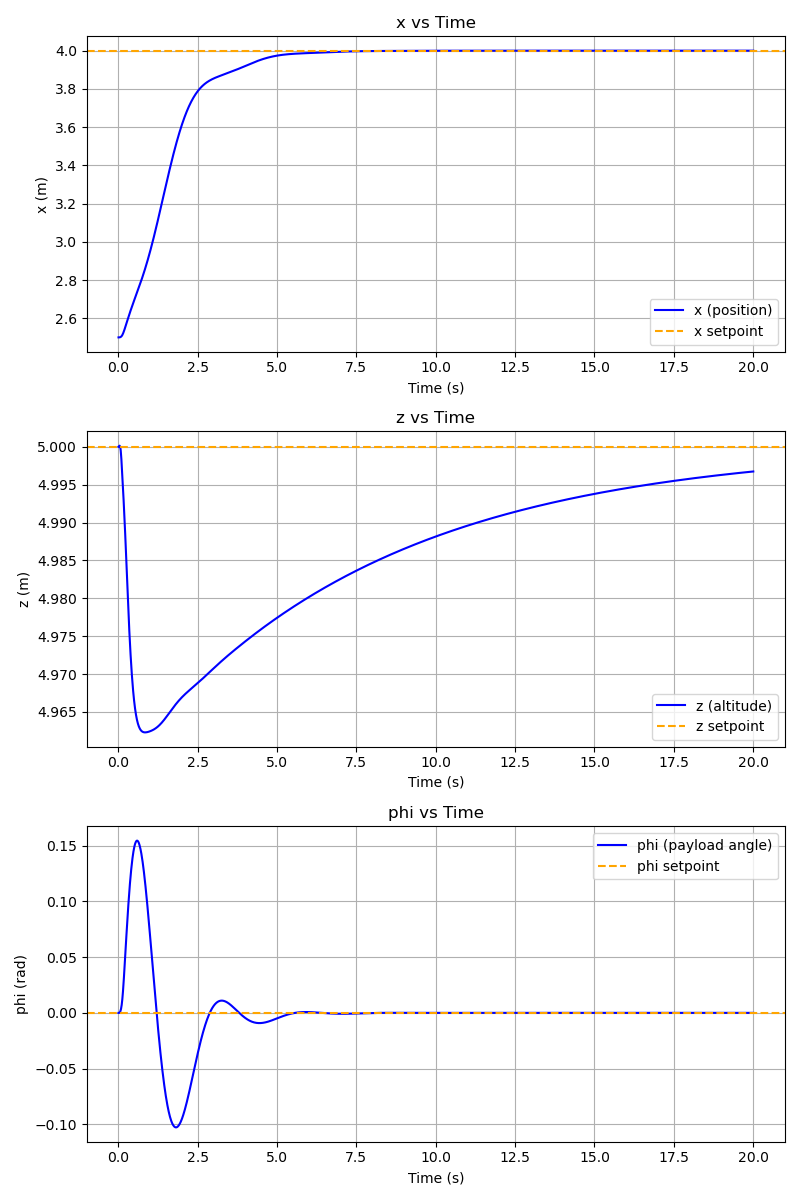 x vs Time
4.0
3.8
3.6
3.4
3.2
3.0
2.8
2.6
x (m)
x (position)
x setpoint
0.0 2.5 5.0 7.5 10.0 12.5 15.0 17.5 20.0
Time (s)
z vs Time
5.000
4.995
4.990
4.985
4.980
4.975
4.970
4.965
z (m)
z (altitude)
z setpoint
0.0 2.5 5.0 7.5 10.0 12.5 15.0 17.5 20.0
Time (s)
phi vs Time
0.15
0.10
0.05
0.00
−0.05
−0.10
phi (rad)
phi (payload angle)
phi setpoint
0.0 2.5 5.0 7.5 10.0 12.5 15.0 17.5 20.0
Time (s)